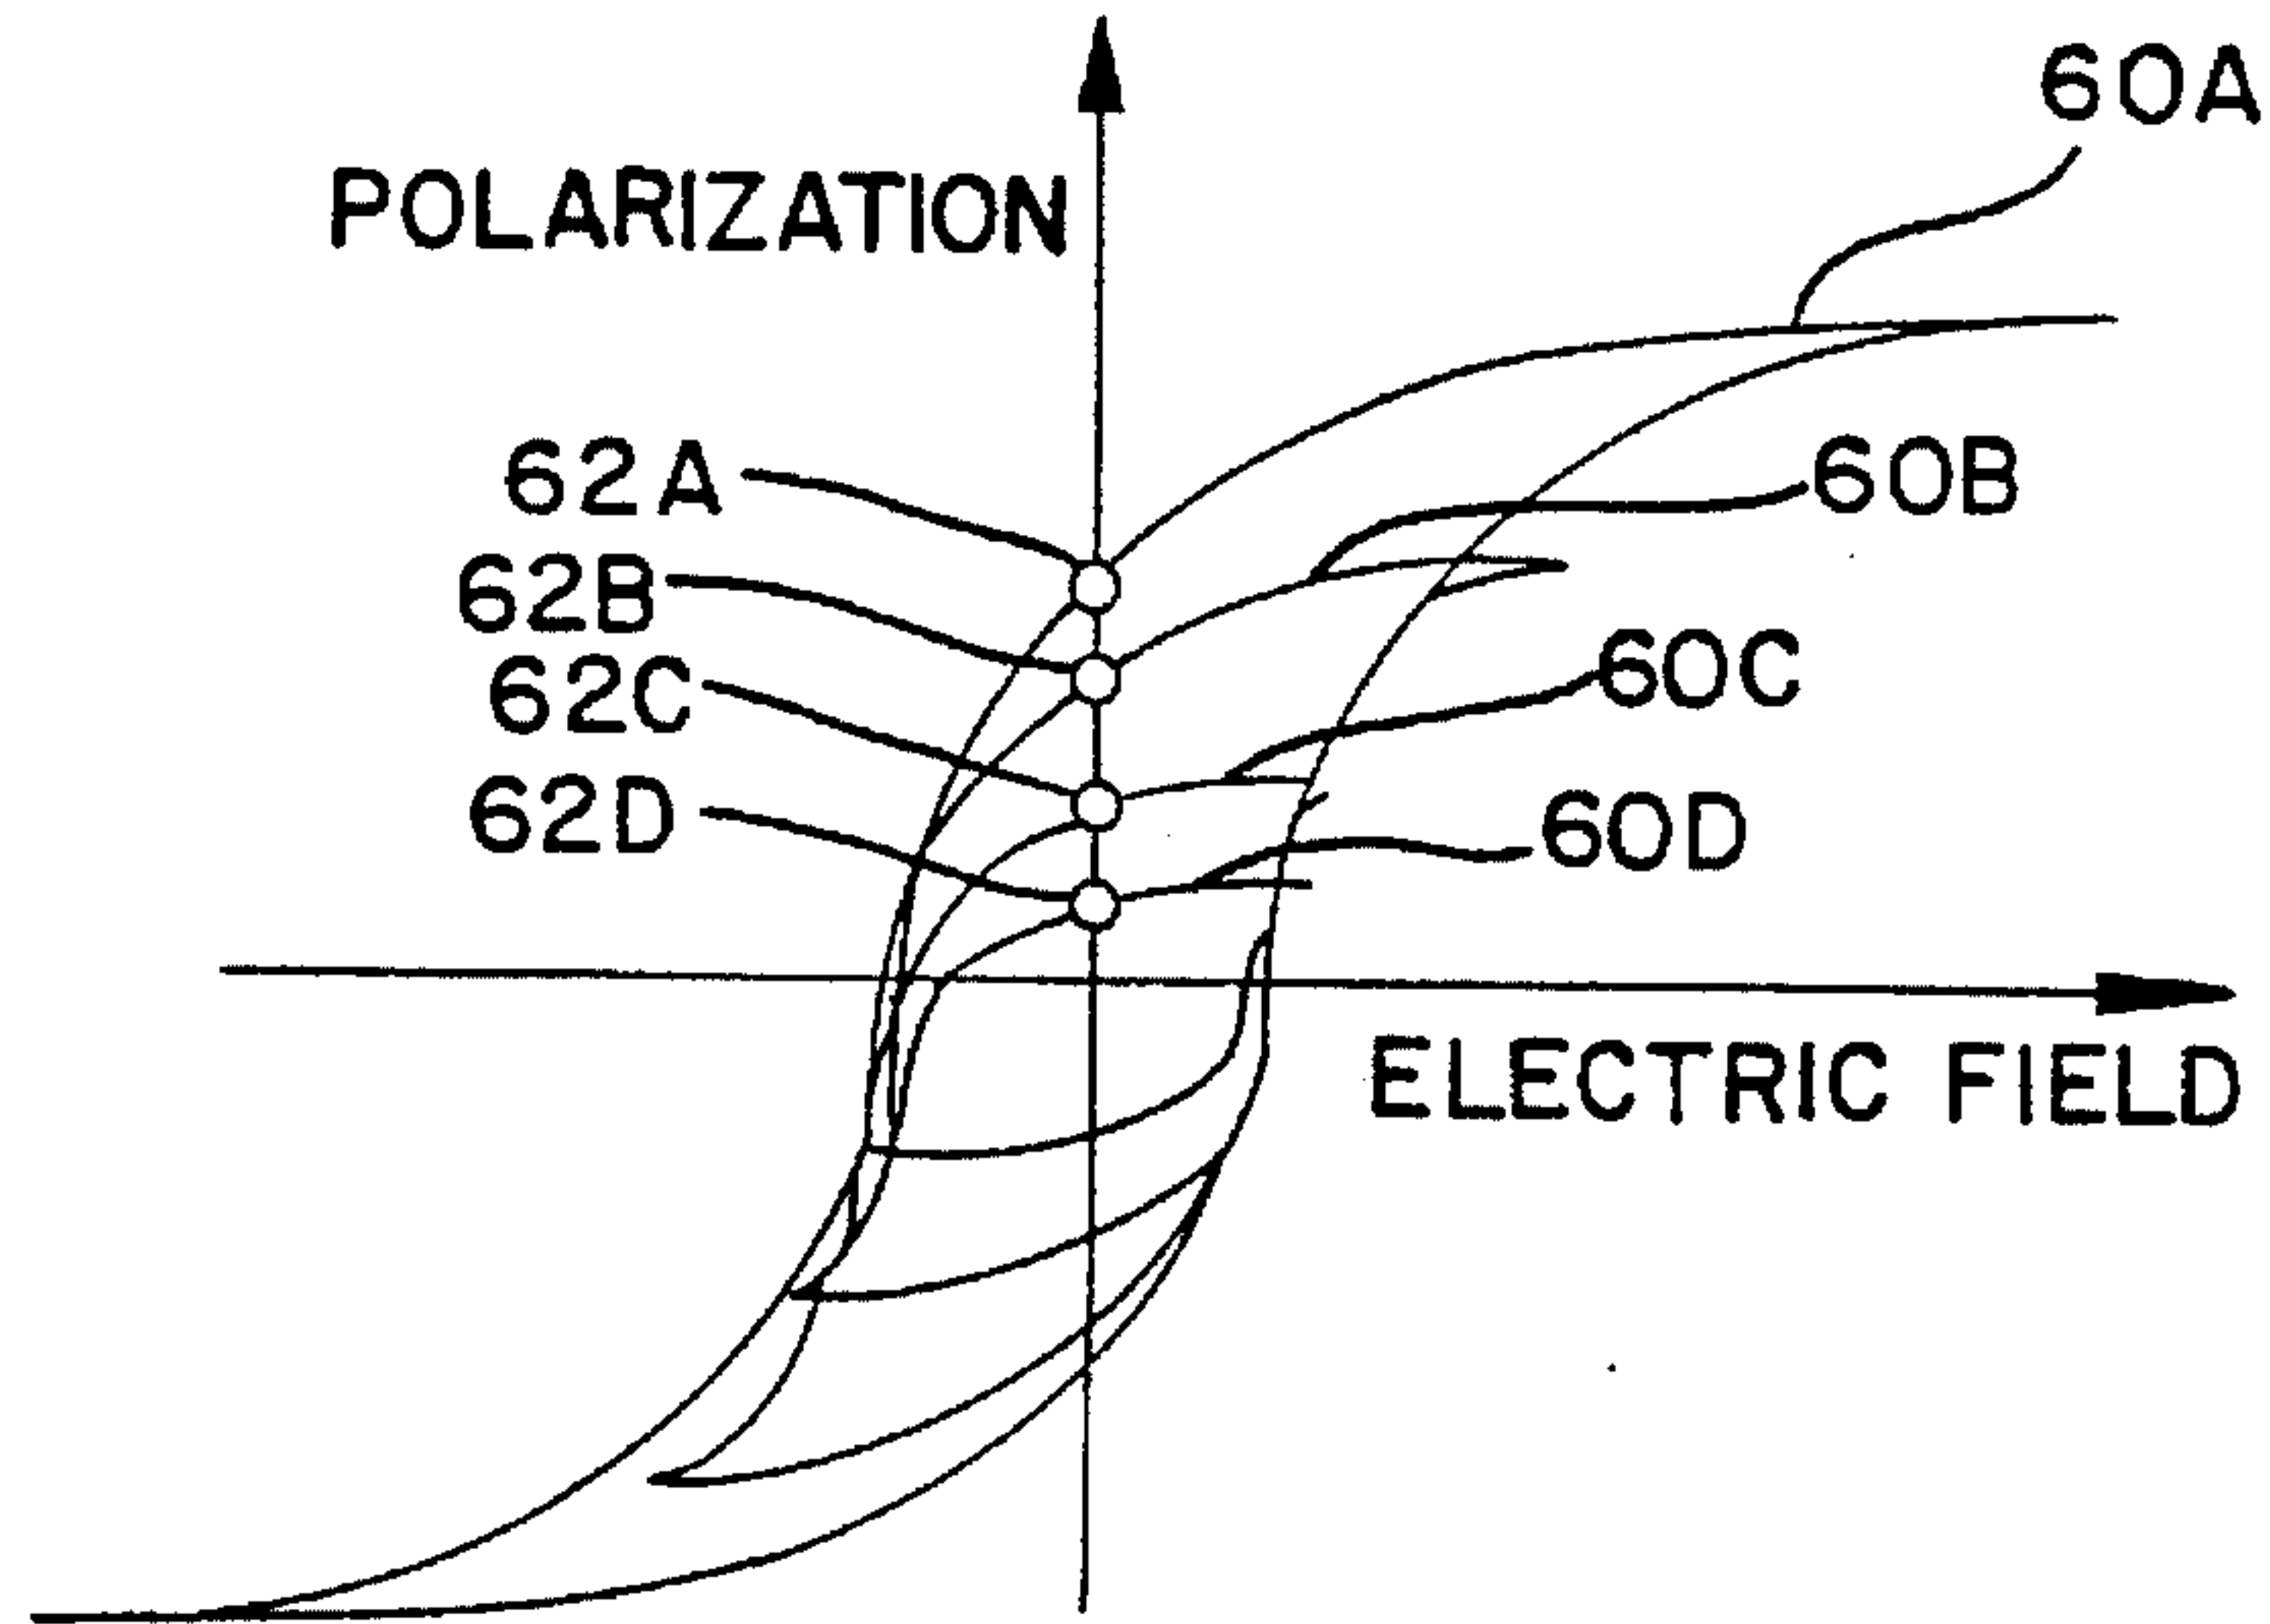 60A
POLARIZATION
62A
60B
62B
62C
60C
62D
60D
ELECTRIC FIELD